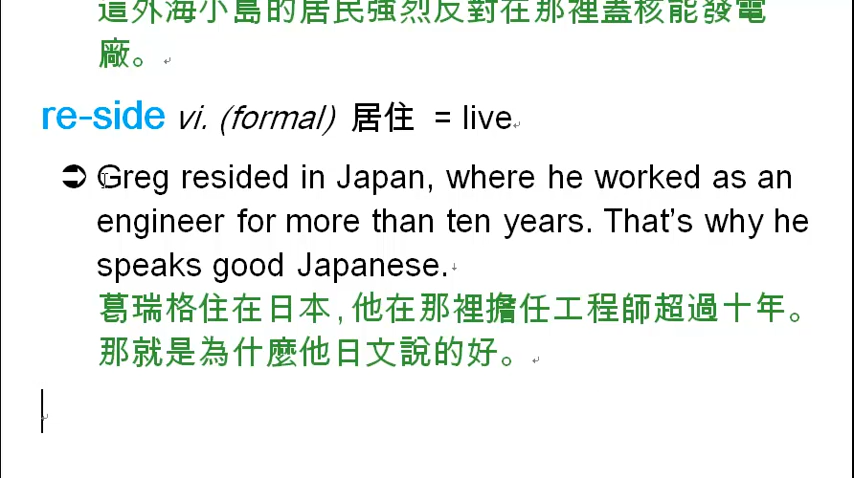 這外海小島的居民強烈反對在那裡蓋核能發電
廠。
re-side vi. (formal) 居住 = live
➲ Greg resided in Japan, where he worked as an
engineer for more than ten years. That’s why he
speaks good Japanese.
葛瑞格住在日本,他在那裡擔任工程師超過十年。
那就是為什麼他日文說的好。